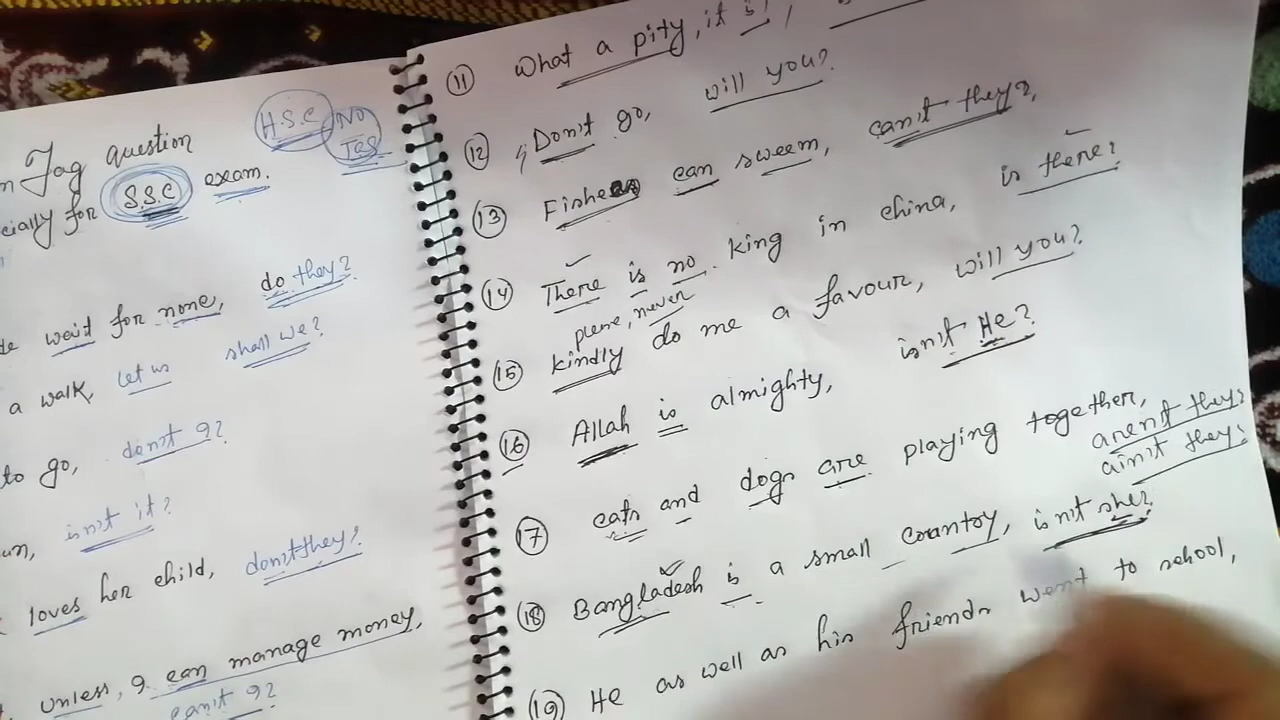 Tag question
H.S.C NO
for S.S.C exam.
wait for none, do they?
a walk, let us shall we?
to go, don't I?
isn't it?
loves her child, don't they?
unless, I can manage money,
can't I?
(11) What a pity, it is,
(12) Don't go, will you?
(13) Fishe can sweem, can't they?
(14) There is no king in china, is there?
please, never
(15) kindly do me a favour, will you?
(16) Allah is almighty, isn't He?
(17) cats and dogs are playing together, aren't they?
ain't they?
(18) Bangladesh is a small country, isn't she?
(19) He as well as his friends went to school,